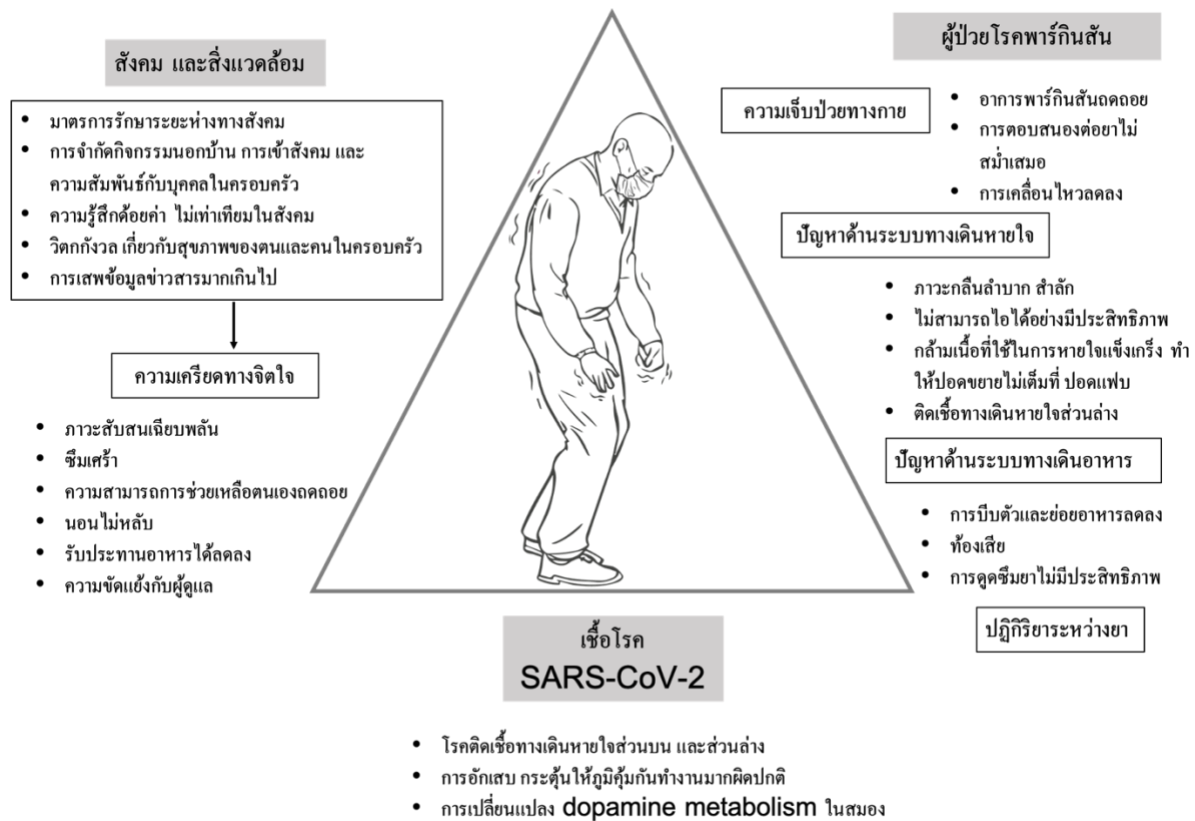 สังคม และสิ่งแวดล้อม
• มาตรการรักษาระยะห่างทางสังคม
• การจำกัดกิจกรรมนอกบ้าน การเข้าสังคม และ
ความสัมพันธ์กับบุคคลในครอบครัว
• ความรู้สึกด้อยค่า ไม่เท่าเทียมในสังคม
• วิตกกังวล เกี่ยวกับสุขภาพของตนและคนในครอบครัว
• การเสพข้อมูลข่าวสารมากเกินไป
ความเครียดทางจิตใจ
• ภาวะสับสนเฉียบพลัน
• ซึมเศร้า
• ความสามารถการช่วยเหลือตนเองถดถอย
• นอนไม่หลับ
• รับประทานอาหารได้ลดลง
• ความขัดแย้งกับผู้ดูแล
ผู้ป่วยโรคพาร์กินสัน
ความเจ็บป่วยทางกาย
• อาการพาร์กินสันถดถอย
• การตอบสนองต่อยาไม่
สม่ำเสมอ
• การเคลื่อนไหวลดลง
ปัญหาด้านระบบทางเดินหายใจ
• ภาวะกลืนลำบาก สำลัก
• ไม่สามารถไอได้อย่างมีประสิทธิภาพ
• กล้ามเนื้อที่ใช้ในการหายใจแข็งเกร็ง ทำ
ให้ปอดขยายไม่เต็มที่ ปอดแฟบ
• ติดเชื้อทางเดินหายใจส่วนล่าง
ปัญหาด้านระบบทางเดินอาหาร
• การบีบตัวและย่อยอาหารลดลง
• ท้องเสีย
• การดูดซึมยาไม่มีประสิทธิภาพ
ปฏิกิริยาระหว่างยา
เชื้อโรค
SARS-CoV-2
• โรคติดเชื้อทางเดินหายใจส่วนบน และส่วนล่าง
• การอักเสบ กระตุ้นให้ภูมิคุ้มกันทำงานมากผิดปกติ
• การเปลี่ยนแปลง dopamine metabolism ในสมอง